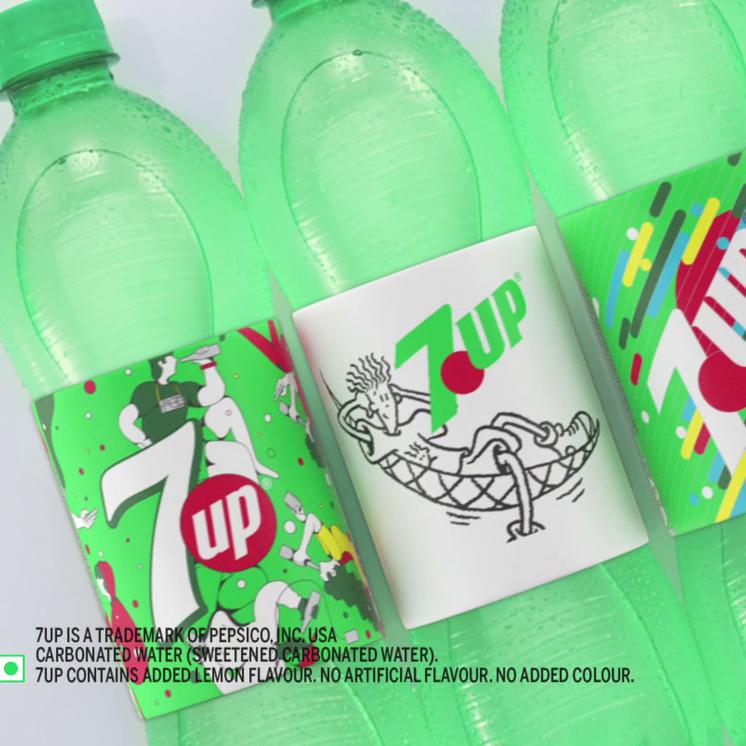 7up
7UP®
7UP
7UP IS A TRADEMARK OF PEPSICO, INC. USA
CARBONATED WATER (SWEETENED CARBONATED WATER).
7UP CONTAINS ADDED LEMON FLAVOUR. NO ARTIFICIAL FLAVOUR. NO ADDED COLOUR.